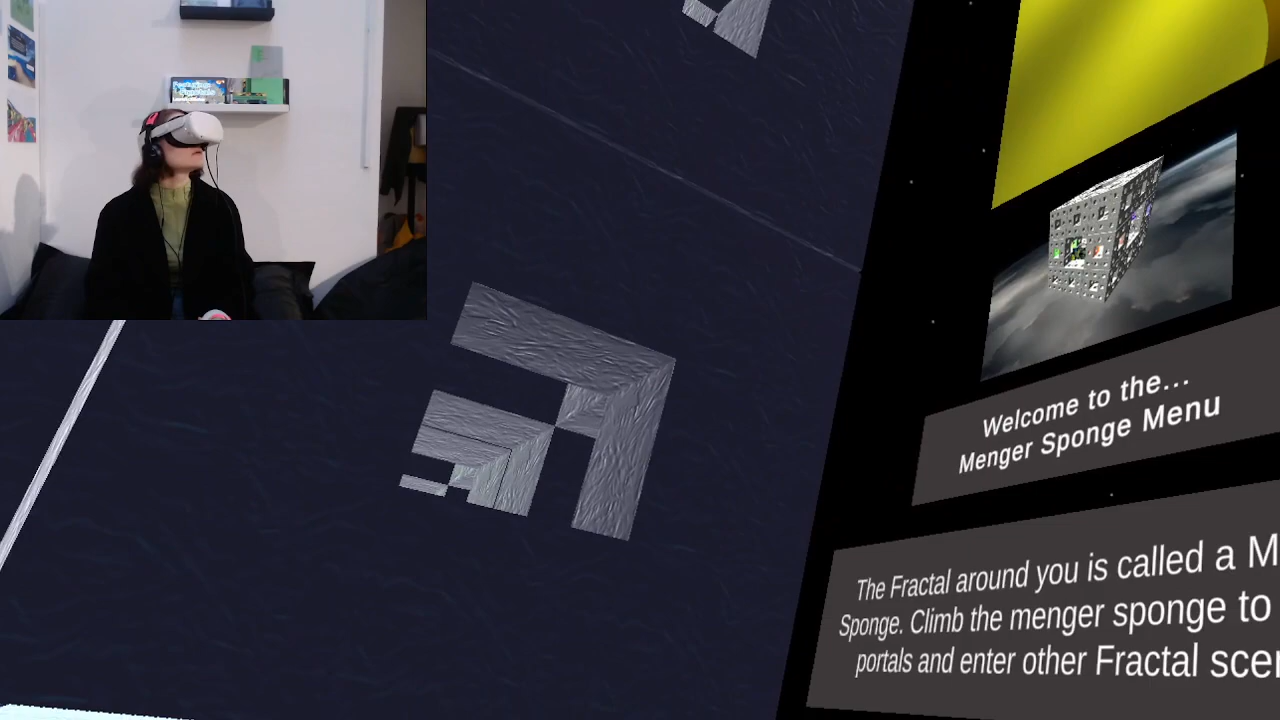 Welcome to the...
Menger Sponge Menu
The Fractal around you is called a M
Sponge. Climb the menger sponge to
portals and enter other Fractal scen